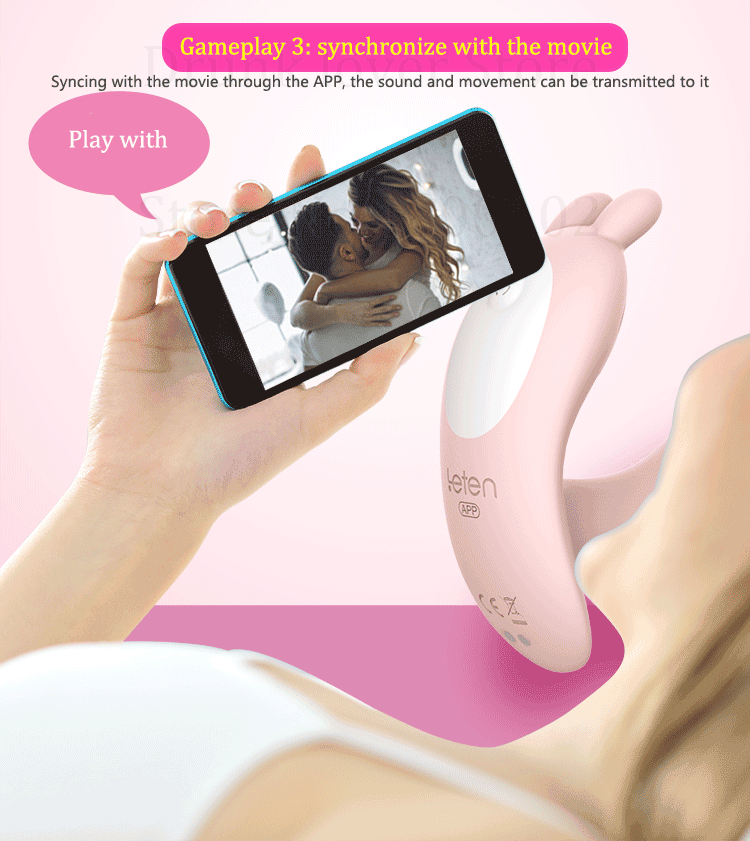 Gameplay 3: synchronize with the movie
Syncing with the movie through the APP, the sound and movement can be transmitted to it
Play with
Leten
APP
CE